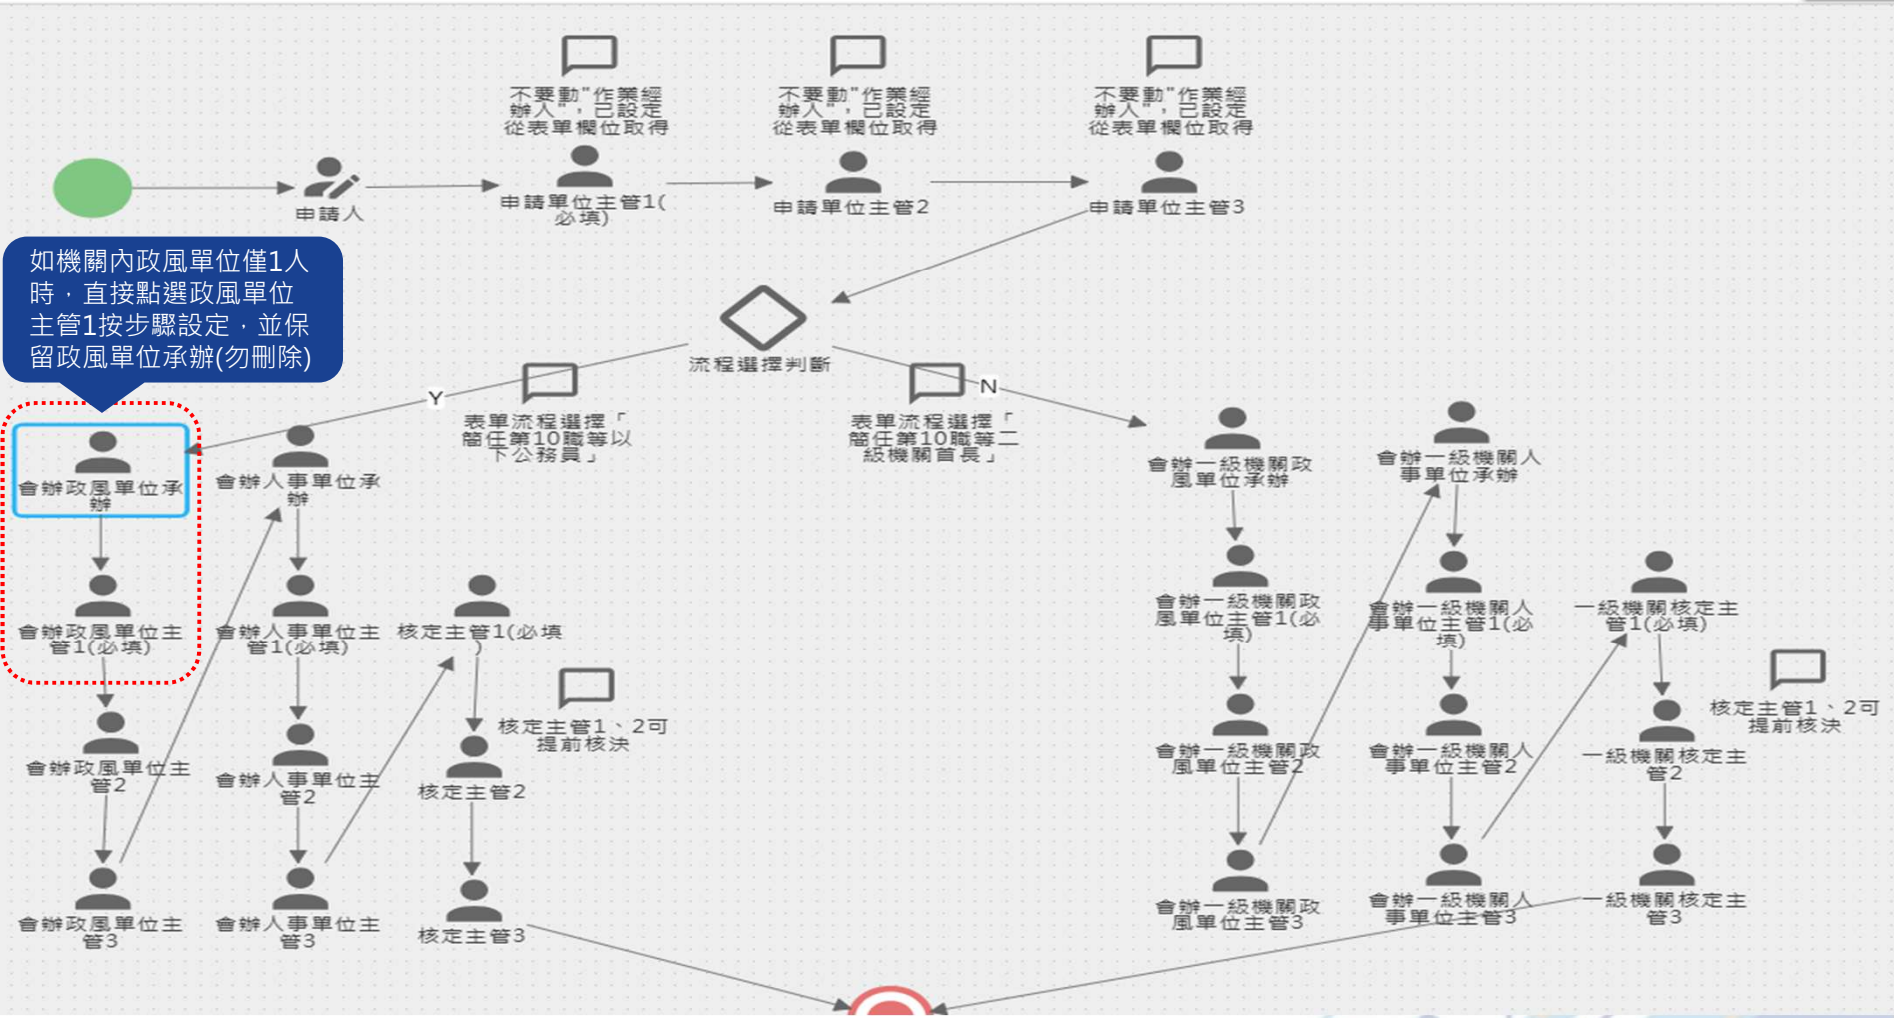 不要動"作業經
辦人"，已設定
從表單欄位取得
不要動"作業經
辦人"，已設定
從表單欄位取得
不要動"作業經
辦人"，已設定
從表單欄位取得
申請人
申請單位主管1(
必填)
申請單位主管2
申請單位主管3
如機關內政風單位僅1人
時，直接點選政風單位
主管1按步驟設定，並保
留政風單位承辦(勿刪除)
流程選擇判斷
Y
N
表單流程選擇「
簡任第10職等以
下公務員」
表單流程選擇「
簡任第10職等二
級機關首長」
會辦政風單位承
辦
會辦人事單位承
辦
會辦一級機關政
風單位承辦
會辦一級機關人
事單位承辦
會辦政風單位主
管1(必填)
會辦人事單位主
管1(必填)
核定主管1(必填
)
會辦一級機關政
風單位主管1(必
填)
會辦一級機關人
事單位主管1(必
填)
一級機關核定主
管1(必填)
核定主管1、2可
提前核決
核定主管1、2可
提前核決
會辦政風單位主
管2
會辦人事單位主
管2
核定主管2
會辦一級機關政
風單位主管2
會辦一級機關人
事單位主管2
一級機關核定主
管2
會辦政風單位主
管3
會辦人事單位主
管3
核定主管3
會辦一級機關政
風單位主管3
會辦一級機關人
事單位主管3
一級機關核定主
管3